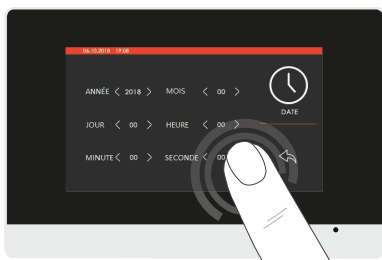 06.10.2018 19:08
ANNÉE < 2018 > MOIS < 00 >
DATE
JOUR < 00 > HEURE < 00 >
MINUTE < 00 > SECONDE < 00